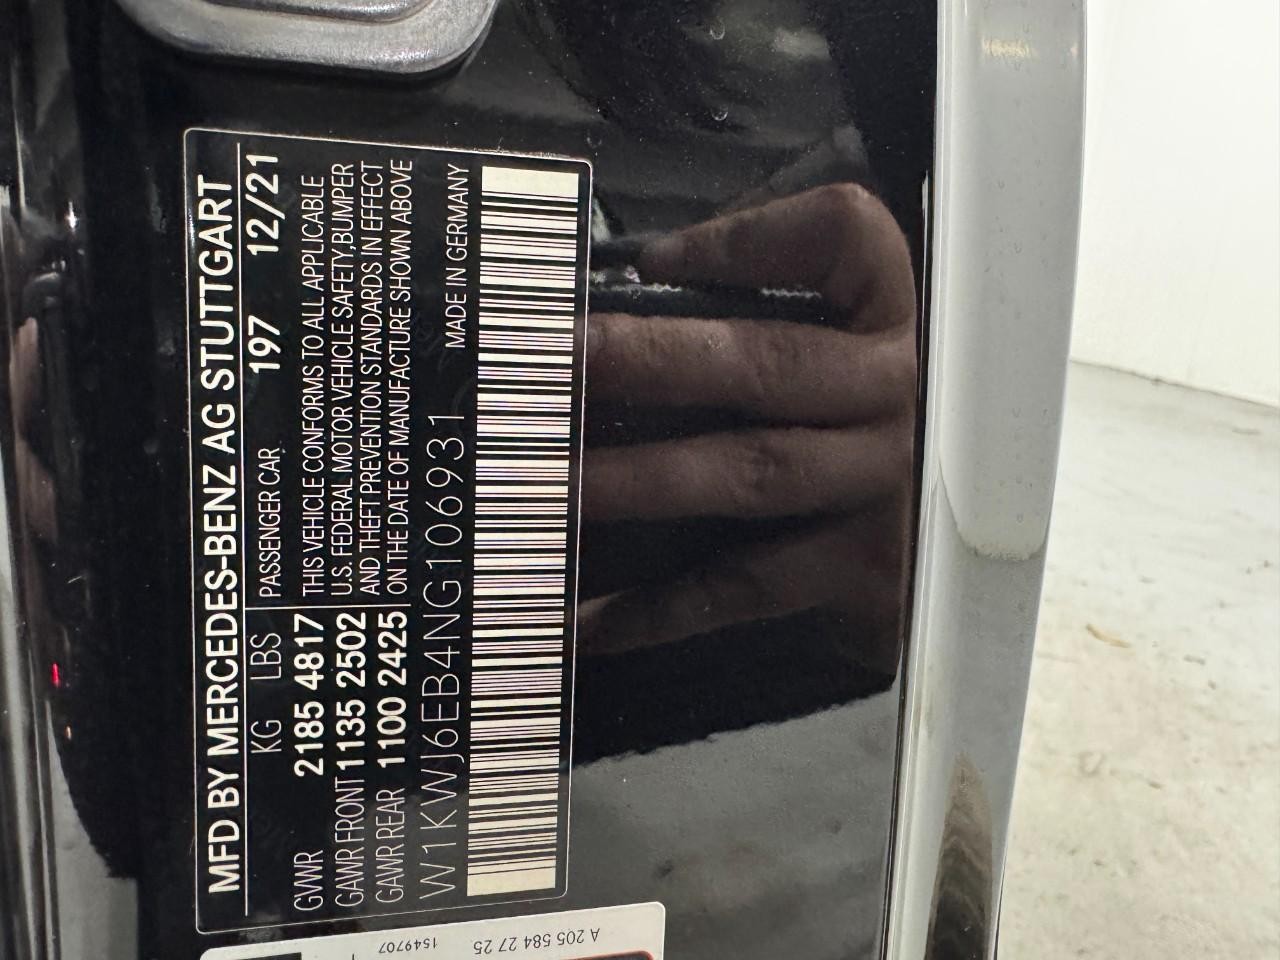 MFD BY MERCEDES-BENZ AG STUTTGART
KG LBS PASSENGER CAR 197 12/21
GVWR 2185 4817
GAWR FRONT 1135 2502
GAWR REAR 1100 2425
THIS VEHICLE CONFORMS TO ALL APPLICABLE
U.S. FEDERAL MOTOR VEHICLE SAFETY,BUMPER
AND THEFT PREVENTION STANDARDS IN EFFECT
ON THE DATE OF MANUFACTURE SHOWN ABOVE
W1KWJ6EB4NG106931 MADE IN GERMANY
A 205 584 27 25
1549707